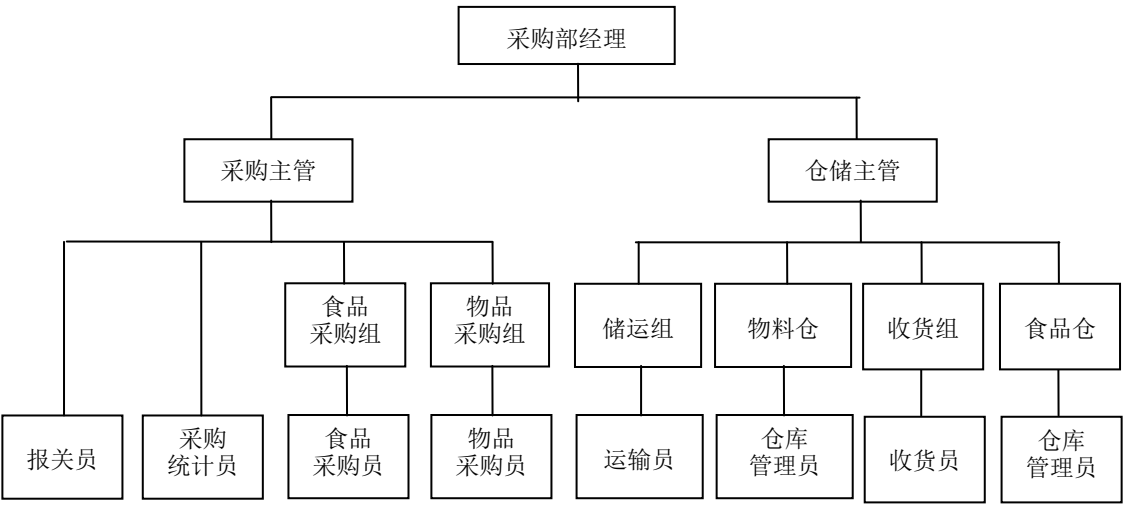 采购部经理
采购主管
仓储主管
食品
采购组
物品
采购组
储运组
物料仓
收货组
食品仓
报关员
采购
统计员
食品
采购员
物品
采购员
运输员
仓库
管理员
收货员
仓库
管理员